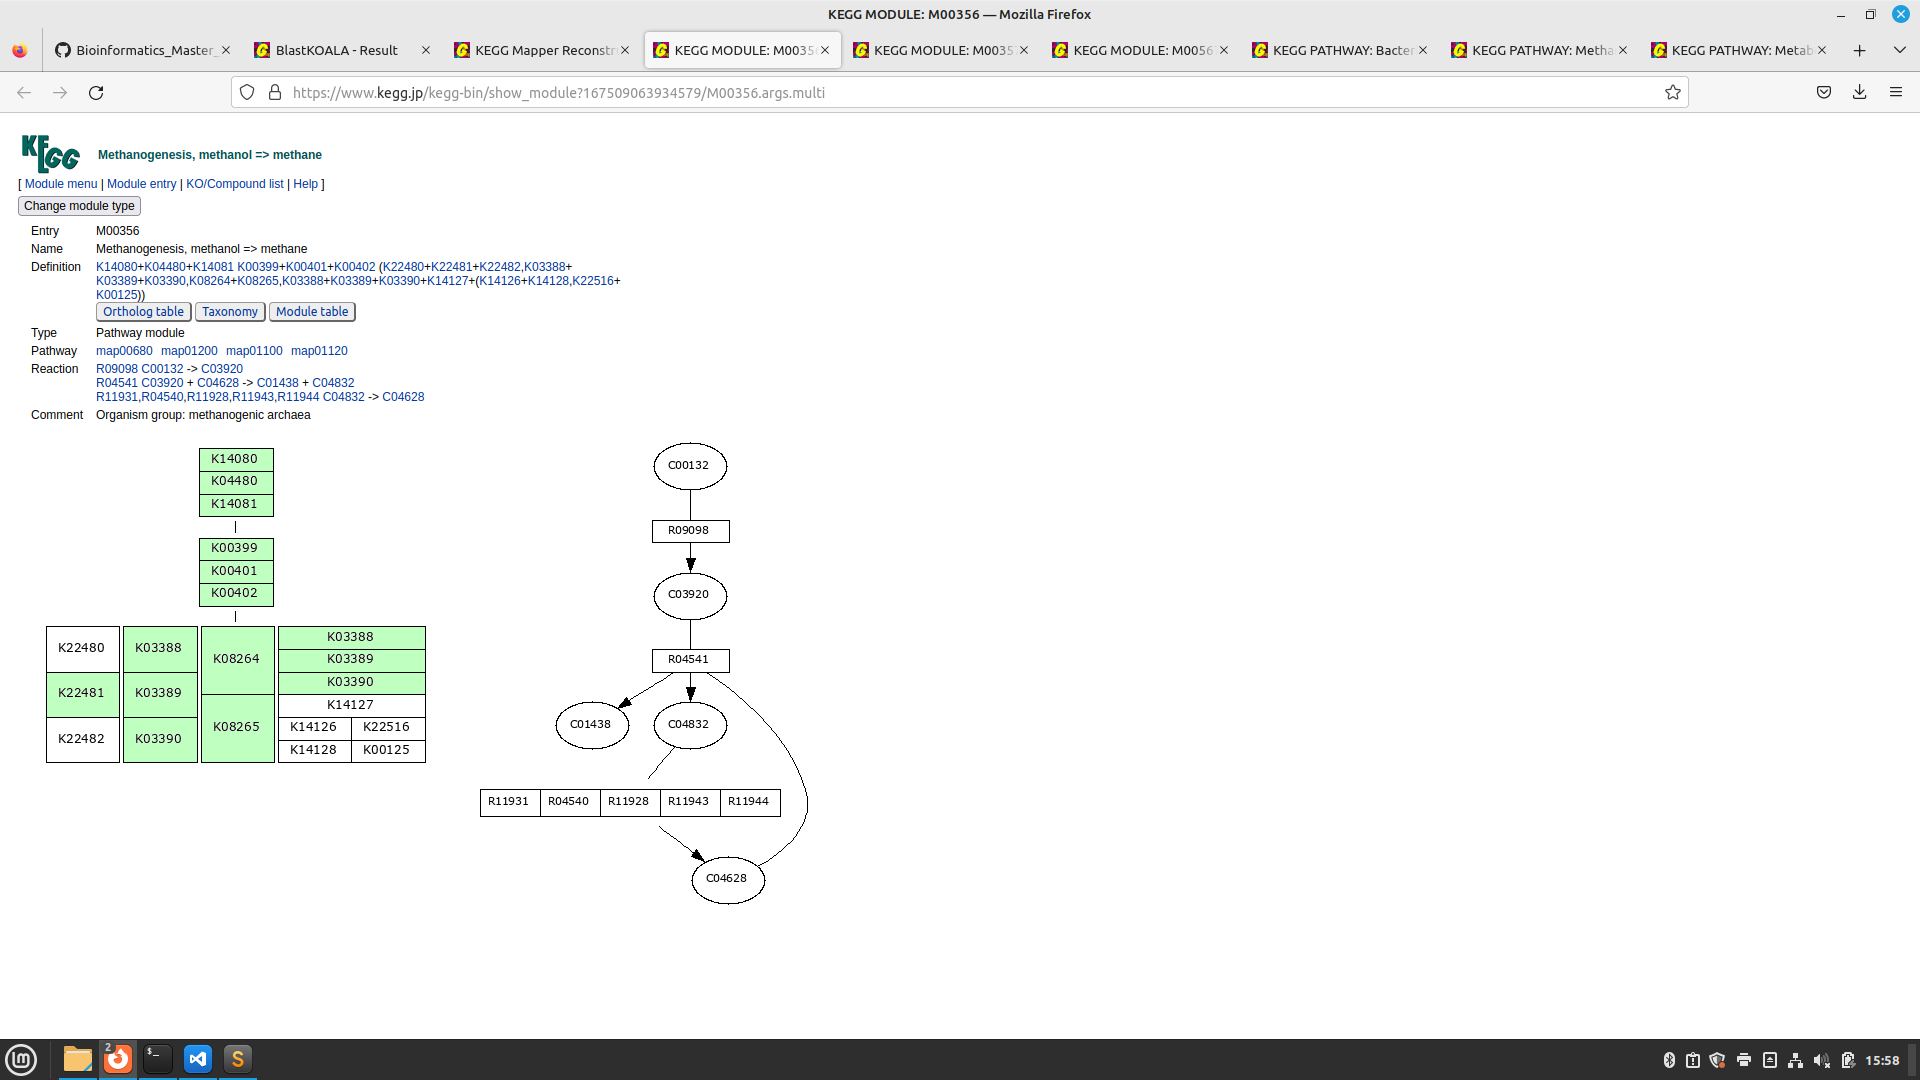 KEGG MODULE: M00356 — Mozilla Firefox
Bioinformatics_Master_
BlastKOALA - Result
KEGG Mapper Reconstr
KEGG MODULE: M0035
KEGG MODULE: M0035
KEGG MODULE: M0056
KEGG PATHWAY: Bacter
KEGG PATHWAY: Metha
KEGG PATHWAY: Metab
https://www.kegg.jp/kegg-bin/show_module?167509063934579/M00356.args.multi
KEGG
Methanogenesis, methanol => methane
[ Module menu | Module entry | KO/Compound list | Help ]
Change module type
Entry M00356
Name Methanogenesis, methanol => methane
Definition K14080+K04480+K14081 K00399+K00401+K00402 (K22480+K22481+K22482,K03388+
K03389+K03390,K08264+K08265,K03388+K03389+K03390+K14127+(K14126+K14128,K22516+
K00125))
Ortholog table Taxonomy Module table
Type Pathway module
Pathway map00680 map01200 map01100 map01120
Reaction R09098 C00132 -> C03920
R04541 C03920 + C04628 -> C01438 + C04832
R11931,R04540,R11928,R11943,R11944 C04832 -> C04628
Comment Organism group: methanogenic archaea
K14080
K04480
K14081
K00399
K00401
K00402
K22480
K22481
K22482
K03388
K03389
K03390
K08264
K08265
K03388
K03389
K03390
K14127
K14126 K22516
K14128 K00125
C00132
R09098
C03920
R04541
C01438 C04832
R11931 R04540 R11928 R11943 R11944
C04628
2
15:58